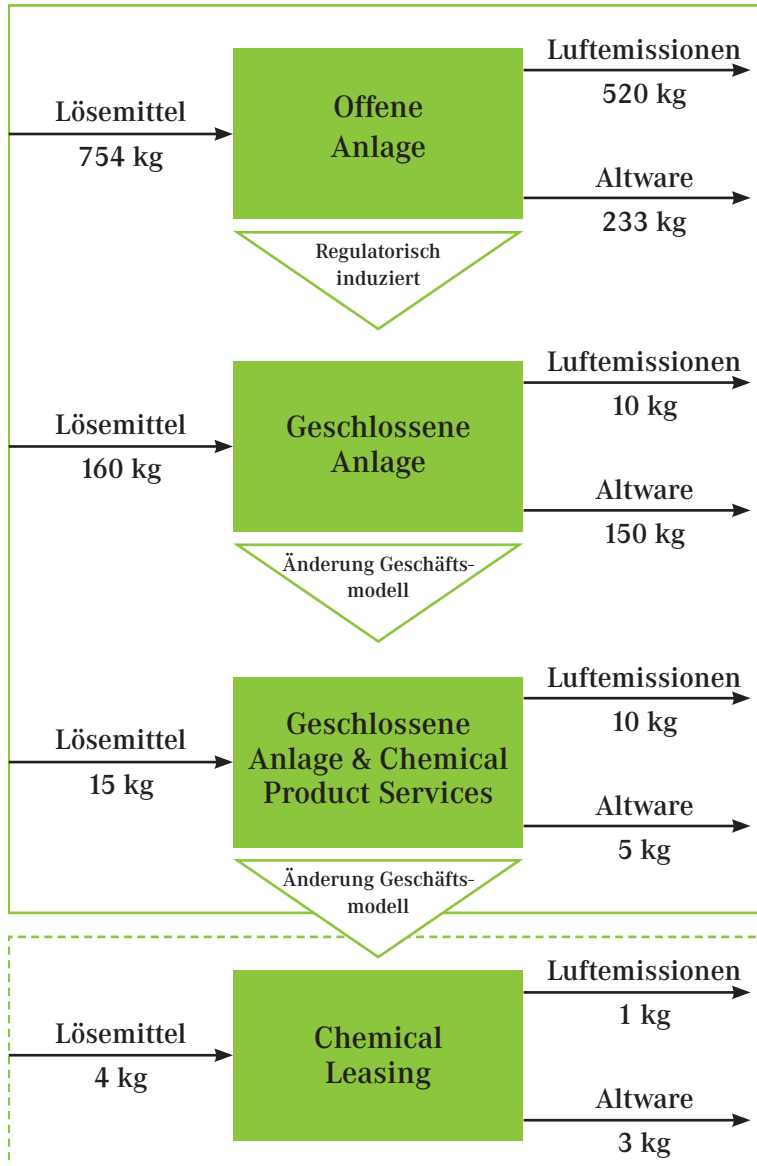 Lösemittel
754 kg
Offene
Anlage
Luftemissionen
520 kg
Altware
233 kg
Regulatorisch
induziert
Lösemittel
160 kg
Geschlossene
Anlage
Luftemissionen
10 kg
Altware
150 kg
Änderung Geschäfts-
modell
Lösemittel
15 kg
Geschlossene
Anlage & Chemical
Product Services
Luftemissionen
10 kg
Altware
5 kg
Änderung Geschäfts-
modell
Lösemittel
4 kg
Chemical
Leasing
Luftemissionen
1 kg
Altware
3 kg